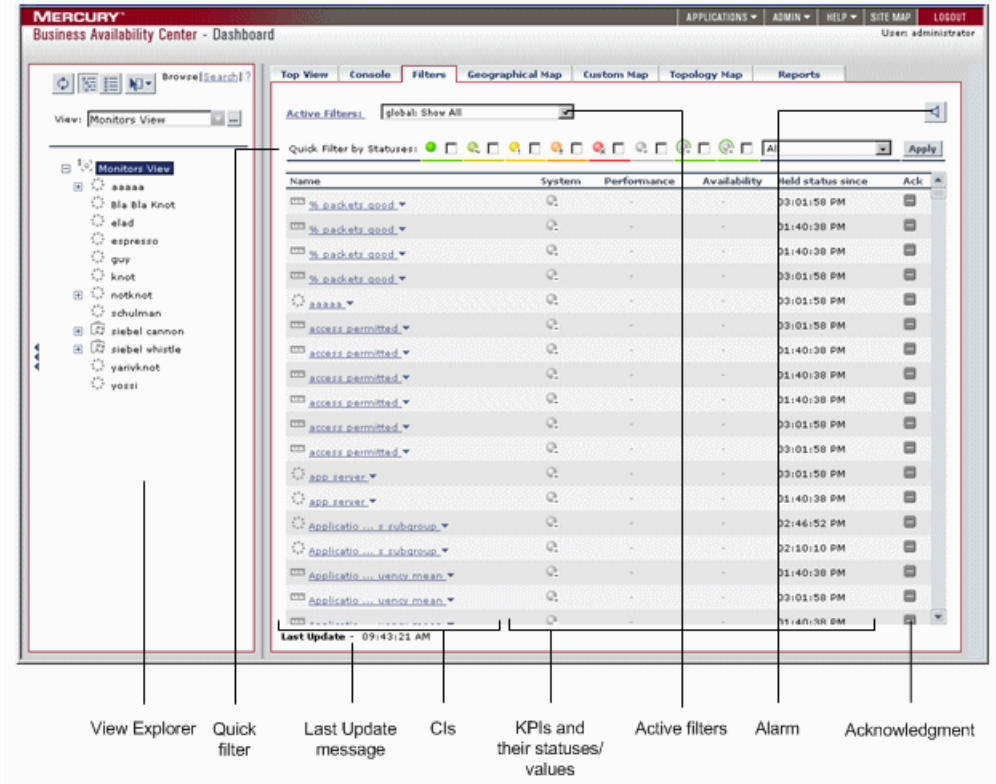 MERCURY™
APPLICATIONS ADMIN HELP SITE MAP LOGOUT
Business Availability Center - Dashboard
User: administrator
Browse|Search| ?
View: Monitors View ...
Monitors View
aaaaa
Bla Bla Knot
elad
espresso
guy
knot
notknot
schulman
siebel cannon
siebel whistle
yarivknot
yossi
Top View Console Filters Geographical Map Custom Map Topology Map Reports
Active Filters: global: Show All
Quick Filter by Statuses: Apply
Name System Performance Availability Held status since Ack
% packets good - - 03:01:58 PM
% packets good - - 01:40:38 PM
% packets good - - 01:40:38 PM
% packets good - - 03:01:58 PM
aaaaa - - 03:01:58 PM
access permitted - - 03:01:58 PM
access permitted - - 01:40:38 PM
access permitted - - 01:40:38 PM
access permitted - - 01:40:38 PM
access permitted - - 03:01:58 PM
access permitted - - 03:01:58 PM
app server - - 03:01:58 PM
app server - - 01:40:38 PM
Applicatio ... s subgroup - - 02:46:52 PM
Applicatio ... s subgroup - - 02:10:10 PM
Applicatio ... uency mean - - 01:40:38 PM
Applicatio ... uency mean - - 03:01:58 PM
01:40:38 PM
Last Update - 09:43:21 AM
View Explorer
Quick
filter
Last Update
message
CIs
KPIs and
their statuses/
values
Active filters
Alarm
Acknowledgment